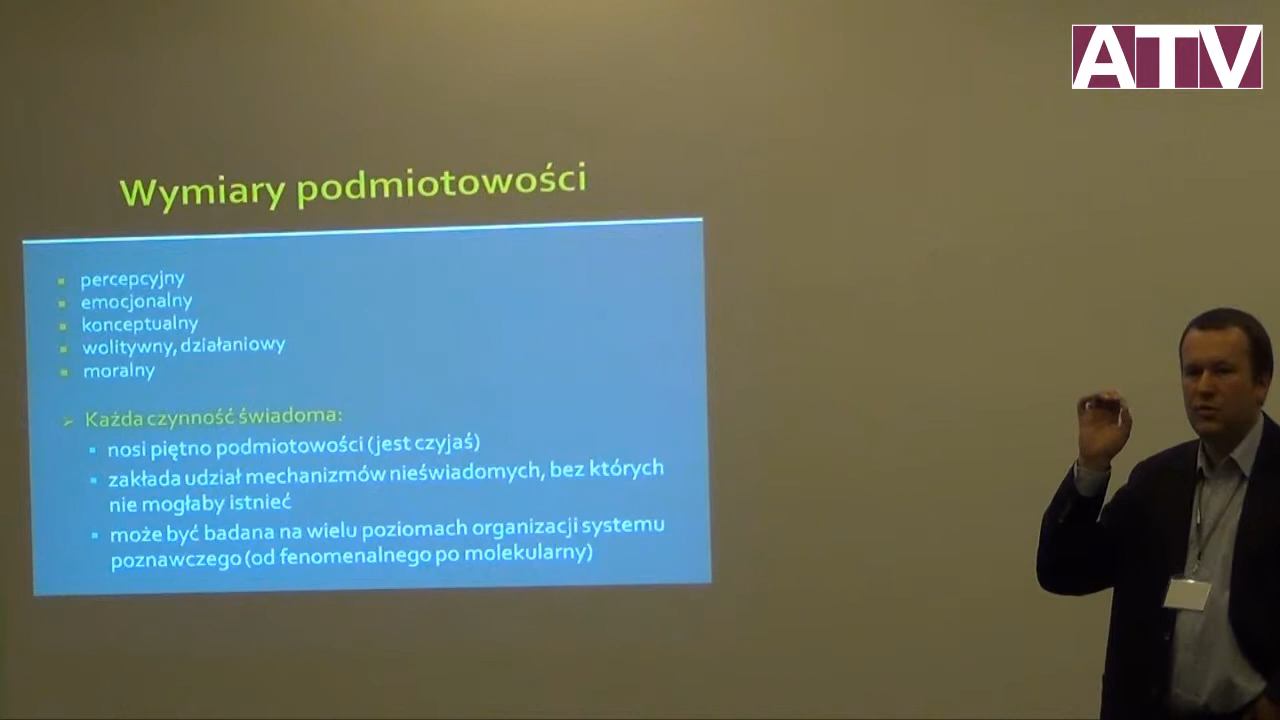 ATV
Wymiary podmiotowości
percepcyjny
emocjonalny
konceptualny
wolitywny, działaniowy
moralny
Każda czynność świadoma:
nosi piętno podmiotowości (jest czyjaś)
zakłada udział mechanizmów nieświadomych, bez których
nie mogłaby istnieć
może być badana na wielu poziomach organizacji systemu
poznawczego (od fenomenalnego po molekularny)